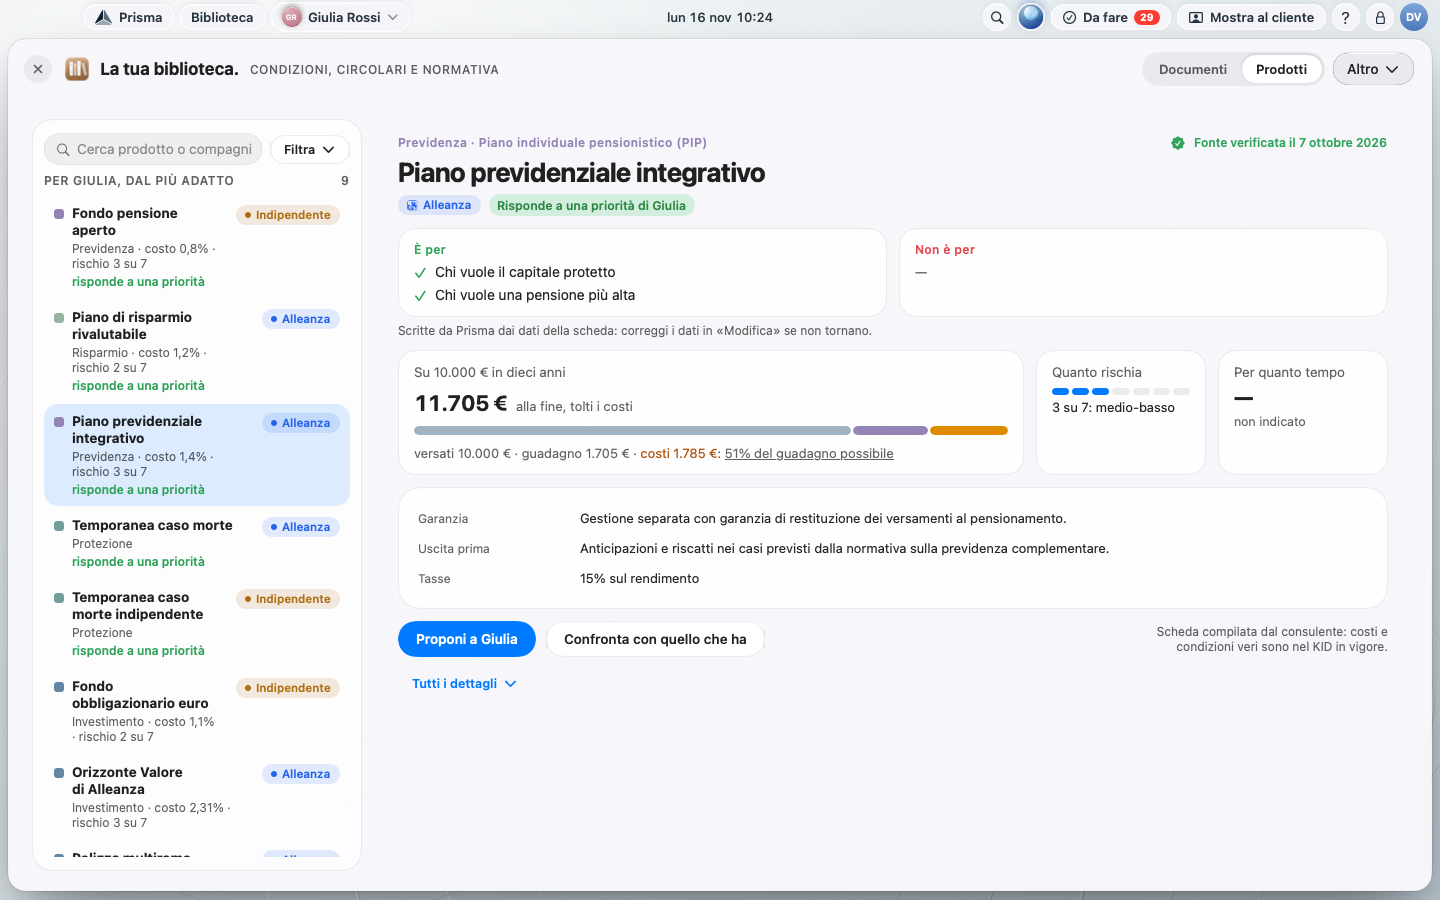 Prisma
Biblioteca
GR Giulia Rossi
lun 16 nov 10:24
Da fare 29
Mostra al cliente
?
DV
La tua biblioteca. CONDIZIONI, CIRCOLARI E NORMATIVA
Documenti
Prodotti
Altro
Cerca prodotto o compagni
Filtra
PER GIULIA, DAL PIÙ ADATTO 9
Fondo pensione
aperto
Indipendente
Previdenza · costo 0,8% ·
rischio 3 su 7
risponde a una priorità
Piano di risparmio
rivalutabile
Alleanza
Risparmio · costo 1,2% ·
rischio 2 su 7
risponde a una priorità
Piano previdenziale
integrativo
Alleanza
Previdenza · costo 1,4% ·
rischio 3 su 7
risponde a una priorità
Temporanea caso morte
Alleanza
Protezione
risponde a una priorità
Temporanea caso
morte indipendente
Indipendente
Protezione
risponde a una priorità
Fondo
obbligazionario euro
Indipendente
Investimento · costo 1,1%
· rischio 2 su 7
Orizzonte Valore
di Alleanza
Alleanza
Investimento · costo 2,31% ·
rischio 3 su 7
Previdenza · Piano individuale pensionistico (PIP)
Fonte verificata il 7 ottobre 2026
Piano previdenziale integrativo
Alleanza
Risponde a una priorità di Giulia
È per
Chi vuole il capitale protetto
Chi vuole una pensione più alta
Non è per
—
Scritte da Prisma dai dati della scheda: correggi i dati in «Modifica» se non tornano.
Su 10.000 € in dieci anni
11.705 € alla fine, tolti i costi
versati 10.000 € · guadagno 1.705 € · costi 1.785 €: 51% del guadagno possibile
Quanto rischia
3 su 7: medio-basso
Per quanto tempo
—
non indicato
Garanzia Gestione separata con garanzia di restituzione dei versamenti al pensionamento.
Uscita prima Anticipazioni e riscatti nei casi previsti dalla normativa sulla previdenza complementare.
Tasse 15% sul rendimento
Proponi a Giulia
Confronta con quello che ha
Scheda compilata dal consulente: costi e
condizioni veri sono nel KID in vigore.
Tutti i dettagli